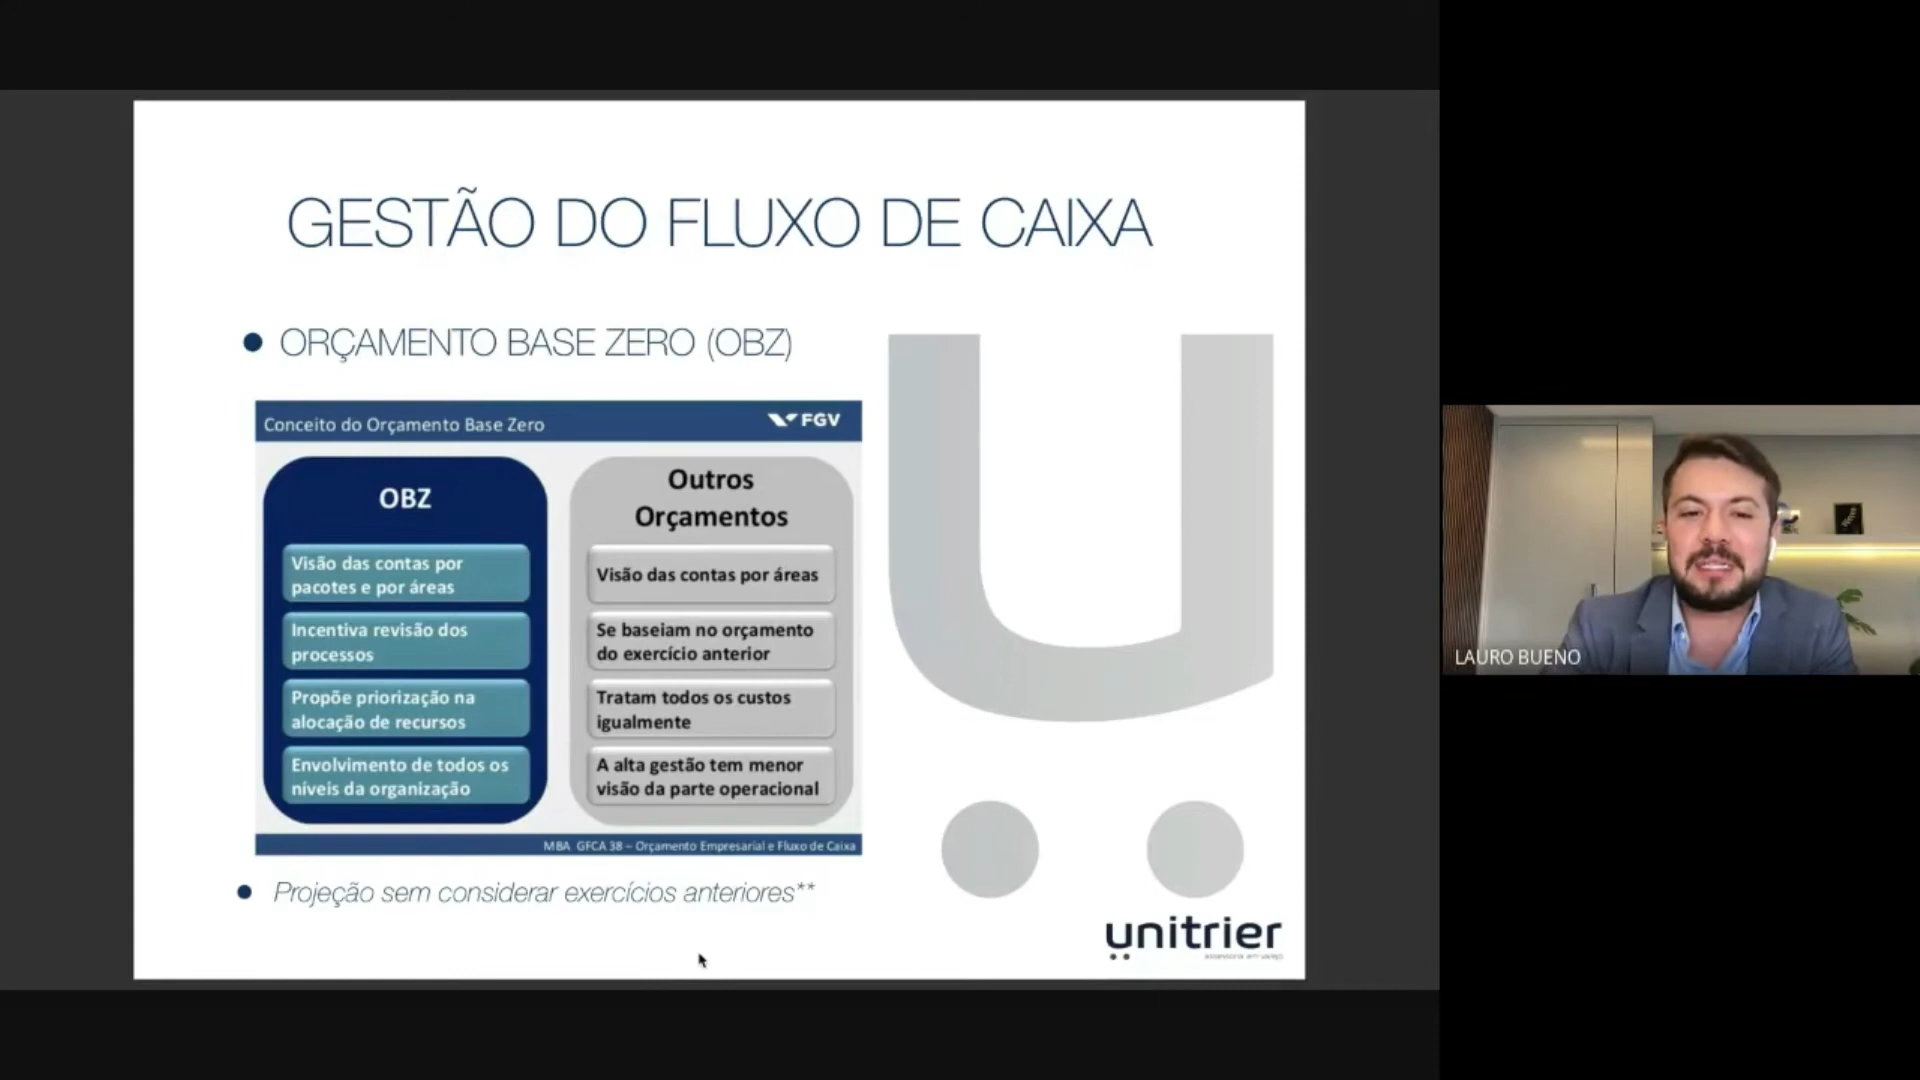 GESTÃO DO FLUXO DE CAIXA
ORÇAMENTO BASE ZERO (OBZ)
Conceito do Orçamento Base Zero
FGV
OBZ
Visão das contas por
pacotes e por áreas
Incentiva revisão dos
processos
Propõe priorização na
alocação de recursos
Envolvimento de todos os
níveis da organização
Outros
Orçamentos
Visão das contas por áreas
Se baseiam no orçamento
do exercício anterior
Tratam todos os custos
igualmente
A alta gestão tem menor
visão da parte operacional
MBA GFCA 38 – Orçamento Empresarial e Fluxo de Caixa
Projeção sem considerar exercícios anteriores**
unitrier
assessoria em varejo
LAURO BUENO